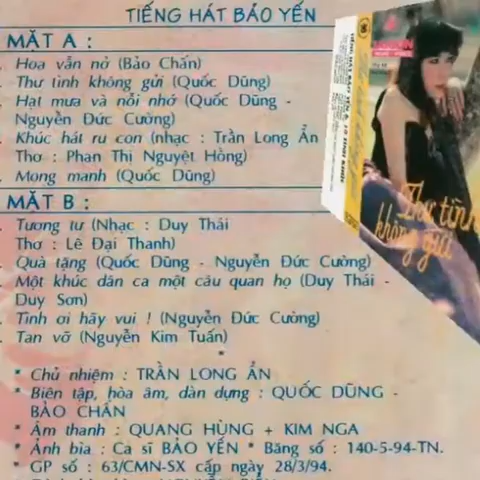 TIẾNG HÁT BẢO YẾN
MẶT A :
. Hoa vẫn nở (Bảo Chấn)
. Thư tình không gửi (Quốc Dũng)
. Hạt mưa và nỗi nhớ (Quốc Dũng -
Nguyễn Đức Cường)
. Khúc hát ru con (nhạc : Trần Long Ẩn
Thơ : Phan Thị Nguyệt Hồng)
. Mong manh (Quốc Dũng)
MẶT B :
. Tương tư (Nhạc : Duy Thái
Thơ : Lê Đại Thanh)
. Quà tặng (Quốc Dũng - Nguyễn Đức Cường)
. Một khúc dân ca một câu quan họ (Duy Thái -
Duy Sơn)
. Tình ơi hãy vui ! (Nguyễn Đức Cường)
. Tan vỡ (Nguyễn Kim Tuấn)
*
* Chủ nhiệm : TRẦN LONG ẨN
* Biên tập, hòa âm, dàn dựng : QUỐC DŨNG -
BẢO CHẤN
* Âm thanh : QUANG HÙNG + KIM NGA
* Ảnh bìa : Ca sĩ BẢO YẾN * Băng số : 140-5-94-TN.
* GP số : 63/CMN-SX cấp ngày 28/3/94.
Thư tình
không gửi